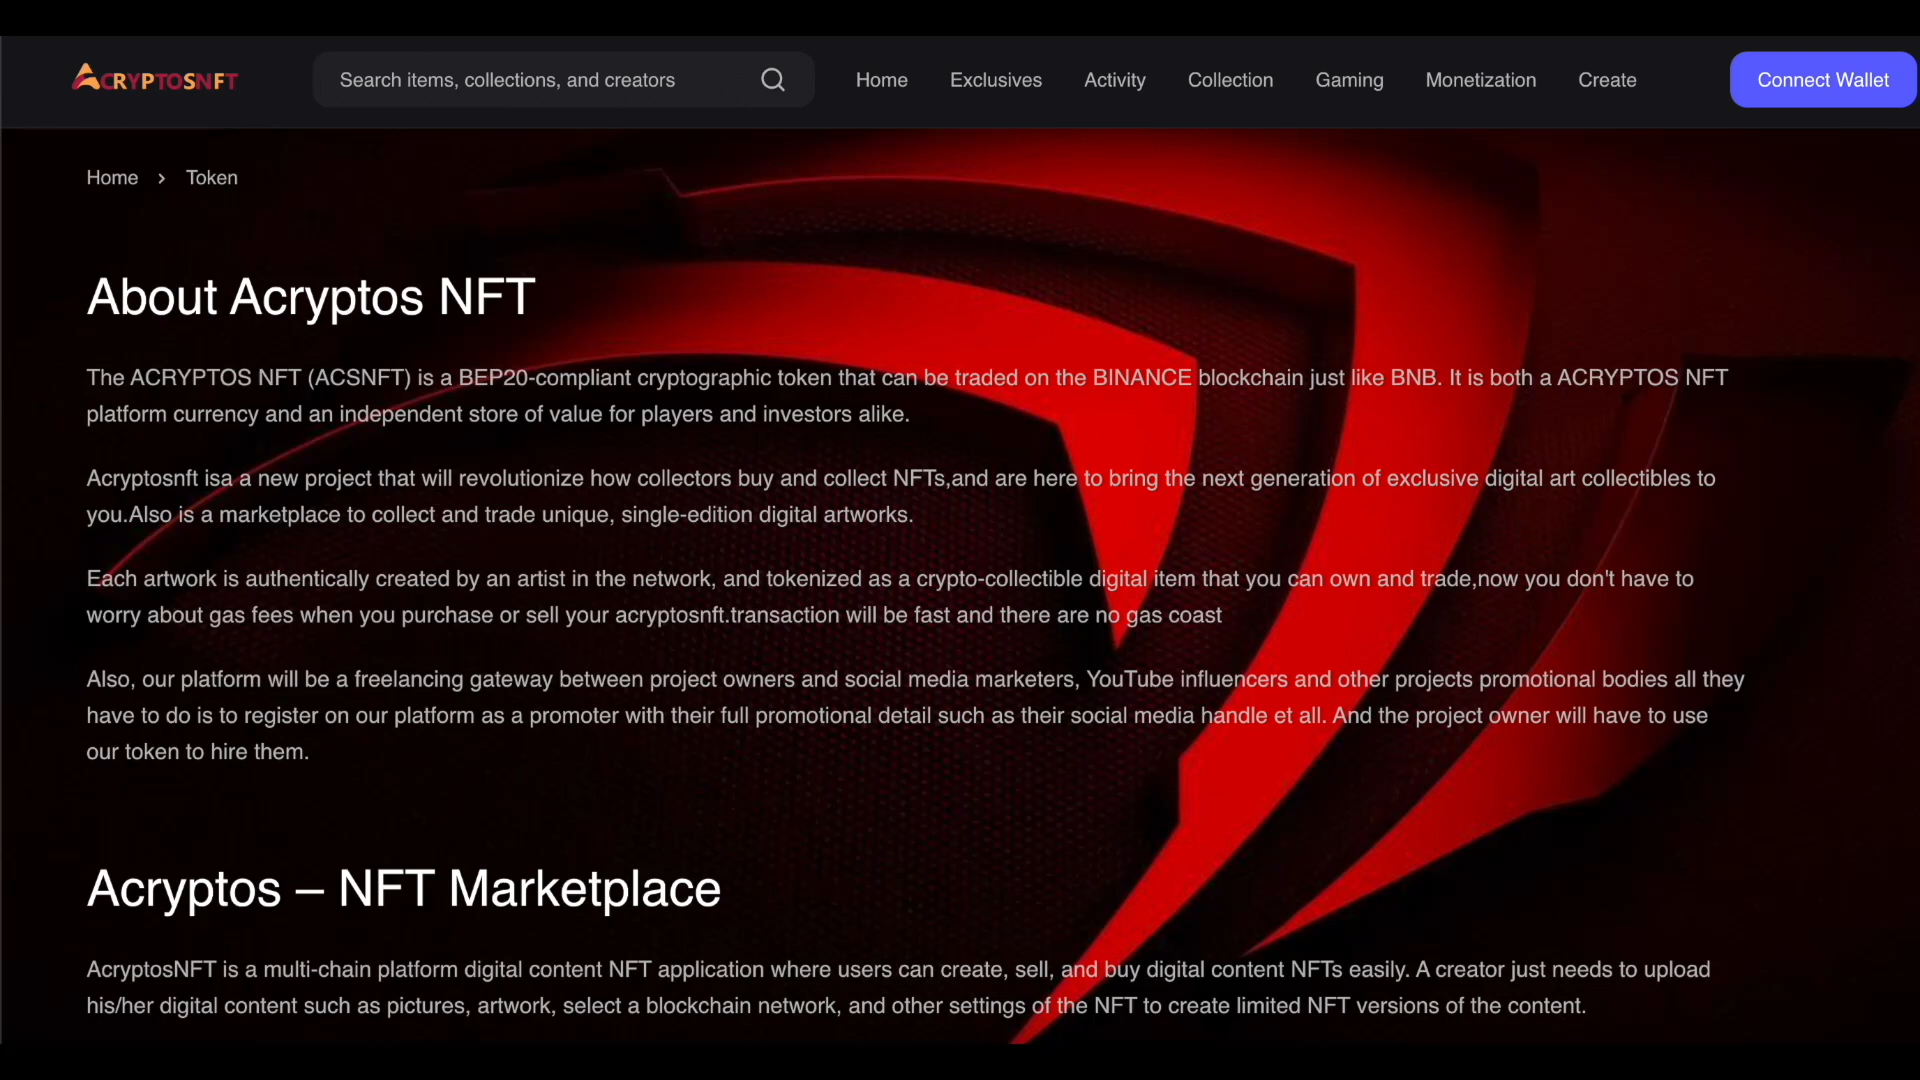 ACRYPTOSNFT
Search items, collections, and creators
Home
Exclusives
Activity
Collection
Gaming
Monetization
Create
Connect Wallet
Home > Token
About Acryptos NFT
The ACRYPTOS NFT (ACSNFT) is a BEP20-compliant cryptographic token that can be traded on the BINANCE blockchain just like BNB. It is both a ACRYPTOS NFT
platform currency and an independent store of value for players and investors alike.
Acryptosnft isa a new project that will revolutionize how collectors buy and collect NFTs,and are here to bring the next generation of exclusive digital art collectibles to
you.Also is a marketplace to collect and trade unique, single-edition digital artworks.
Each artwork is authentically created by an artist in the network, and tokenized as a crypto-collectible digital item that you can own and trade,now you don't have to
worry about gas fees when you purchase or sell your acryptosnft.transaction will be fast and there are no gas coast
Also, our platform will be a freelancing gateway between project owners and social media marketers, YouTube influencers and other projects promotional bodies all they
have to do is to register on our platform as a promoter with their full promotional detail such as their social media handle et all. And the project owner will have to use
our token to hire them.
Acryptos – NFT Marketplace
AcryptosNFT is a multi-chain platform digital content NFT application where users can create, sell, and buy digital content NFTs easily. A creator just needs to upload
his/her digital content such as pictures, artwork, select a blockchain network, and other settings of the NFT to create limited NFT versions of the content.